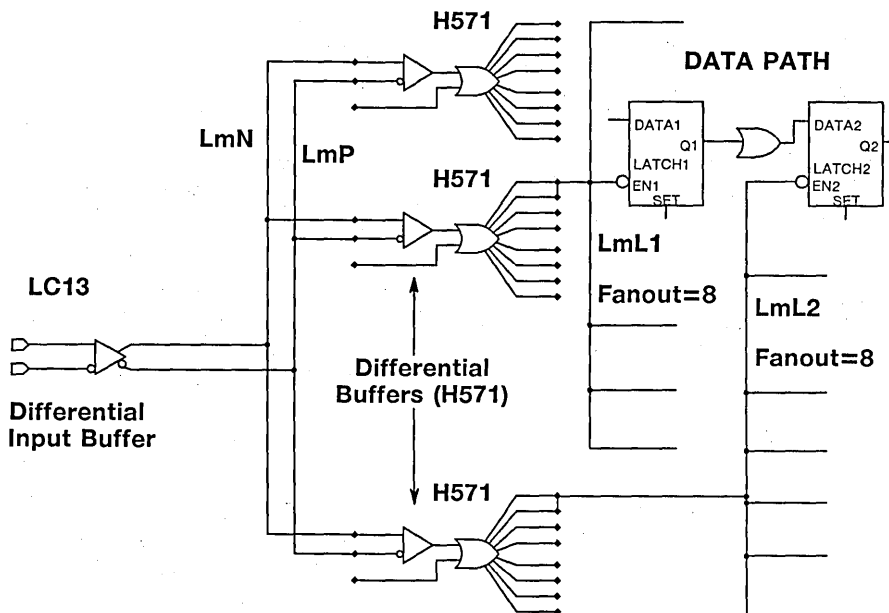 H571
DATA PATH
DATA1
Q1
LATCH1
EN1
SET
DATA2
Q2
LATCH2
EN2
SET
LmN
LmP
H571
LmL1
Fanout=8
LC13
LmL2
Fanout=8
Differential
Buffers (H571)
Differential
Input Buffer
H571